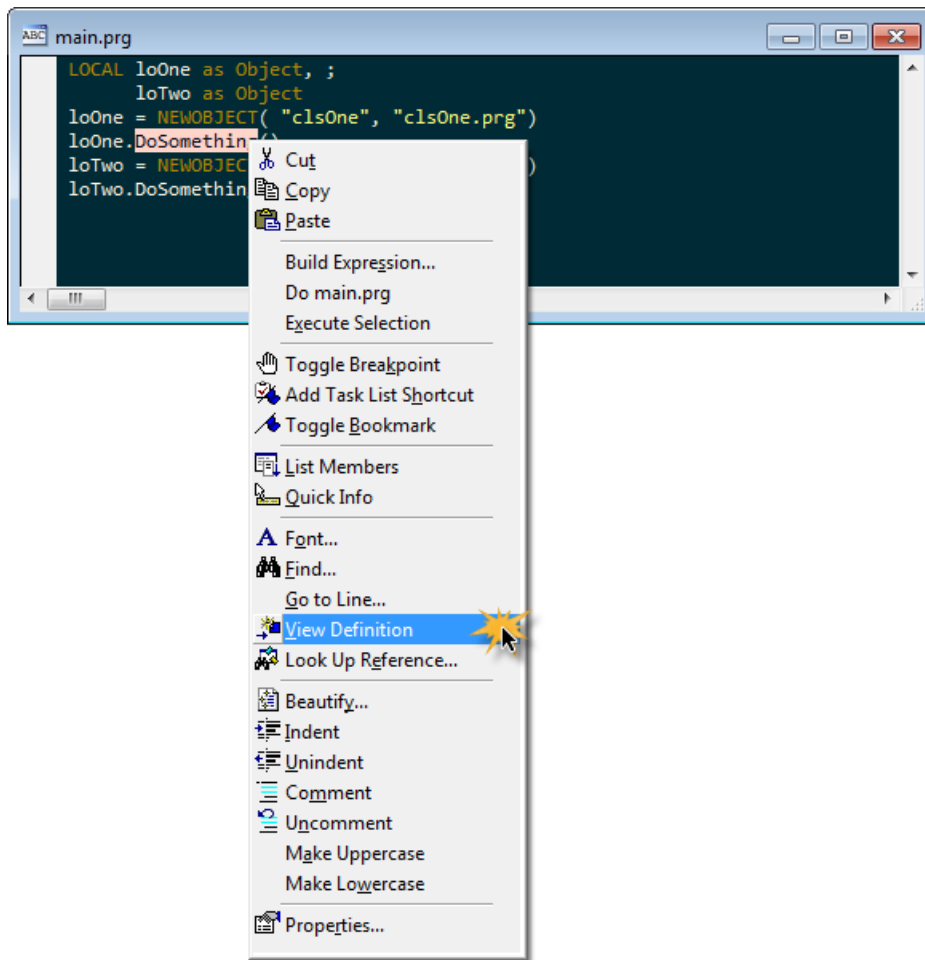 ABC main.prg
LOCAL loOne as Object, ;
loTwo as Object
loOne = NEWOBJECT( "clsOne", "clsOne.prg")
loOne.DoSomethin
loTwo = NEWOBJEC )
loTwo.DoSomethin
Cut
Copy
Paste
Build Expression...
Do main.prg
Execute Selection
Toggle Breakpoint
Add Task List Shortcut
Toggle Bookmark
List Members
Quick Info
Font...
Find...
Go to Line...
View Definition
Look Up Reference...
Beautify...
Indent
Unindent
Comment
Uncomment
Make Uppercase
Make Lowercase
Properties...